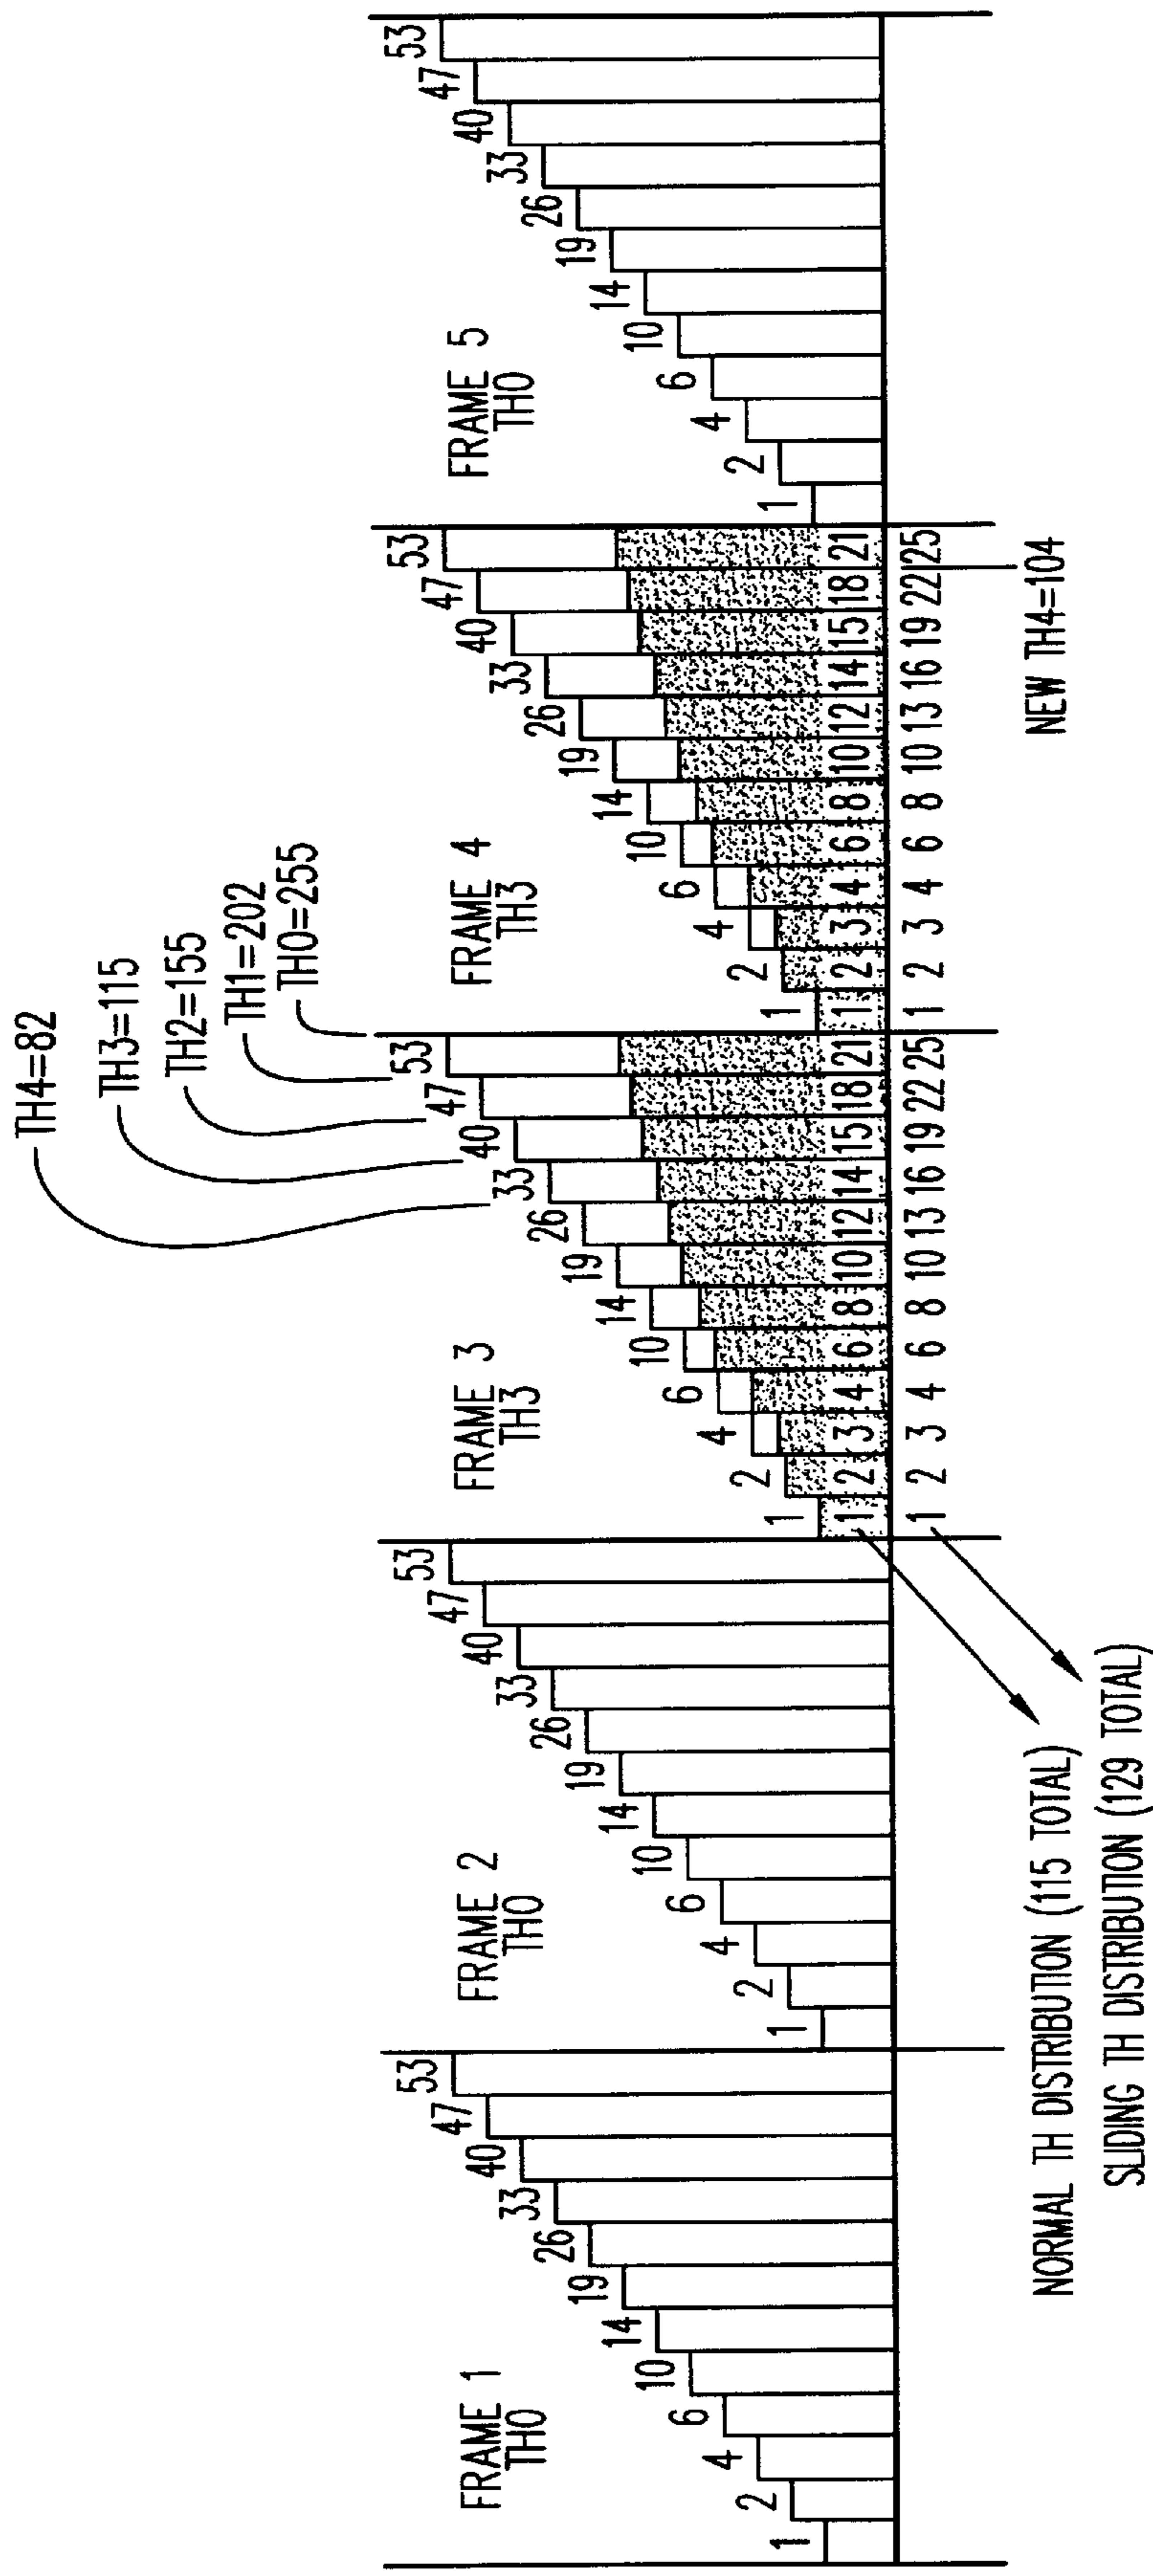 TH4=82
TH3=115
TH2=155
TH1=202
TH0=255
FRAME 1
TH0
1 2 4 6 10 14 19 26 33 40 47 53
FRAME 2
TH0
1 2 4 6 10 14 19 26 33 40 47 53
FRAME 3
TH3
1 2 4 6 10 14 19 26 33 40 47 53
1 2 3 4 6 8 10 12 14 15 18 21
1 2 3 4 6 8 10 13 16 19 22 25
FRAME 4
TH3
1 2 4 6 10 14 19 26 33 40 47 53
1 2 3 4 6 8 10 12 14 15 18 21
1 2 3 4 6 8 10 13 16 19 22 25
FRAME 5
TH0
1 2 4 6 10 14 19 26 33 40 47 53
NORMAL TH DISTRIBUTION (115 TOTAL)
SLIDING TH DISTRIBUTION (129 TOTAL)
NEW TH4=104